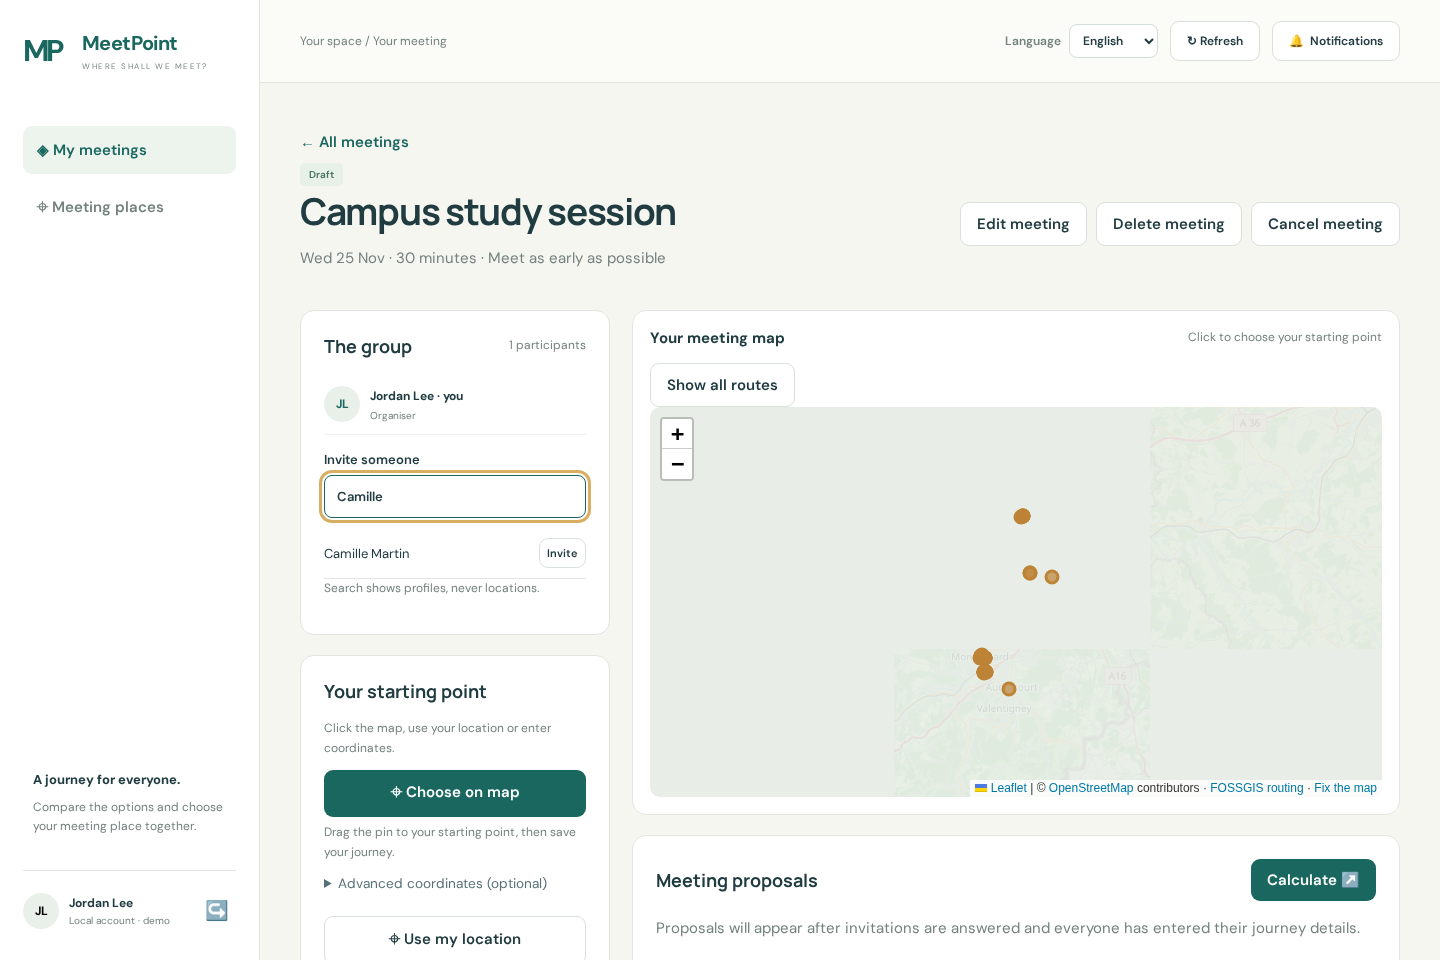 MP
MeetPoint
WHERE SHALL WE MEET?
◈ My meetings
⌖ Meeting places
A journey for everyone.
Compare the options and choose
your meeting place together.
JL
Jordan Lee
Local account · demo
Your space / Your meeting
Language
English
↻ Refresh
🔔 Notifications
← All meetings
Draft
Campus study session
Wed 25 Nov · 30 minutes · Meet as early as possible
Edit meeting
Delete meeting
Cancel meeting
The group
1 participants
JL
Jordan Lee · you
Organiser
Invite someone
Camille
Camille Martin
Invite
Search shows profiles, never locations.
Your starting point
Click the map, use your location or enter
coordinates.
⌖ Choose on map
Drag the pin to your starting point, then save
your journey.
Advanced coordinates (optional)
⌖ Use my location
Your meeting map
Click to choose your starting point
Show all routes
+
−
A 36
A16
Valentigney
Leaflet | © OpenStreetMap contributors · FOSSGIS routing · Fix the map
Meeting proposals
Calculate ↗
Proposals will appear after invitations are answered and everyone has entered their journey details.